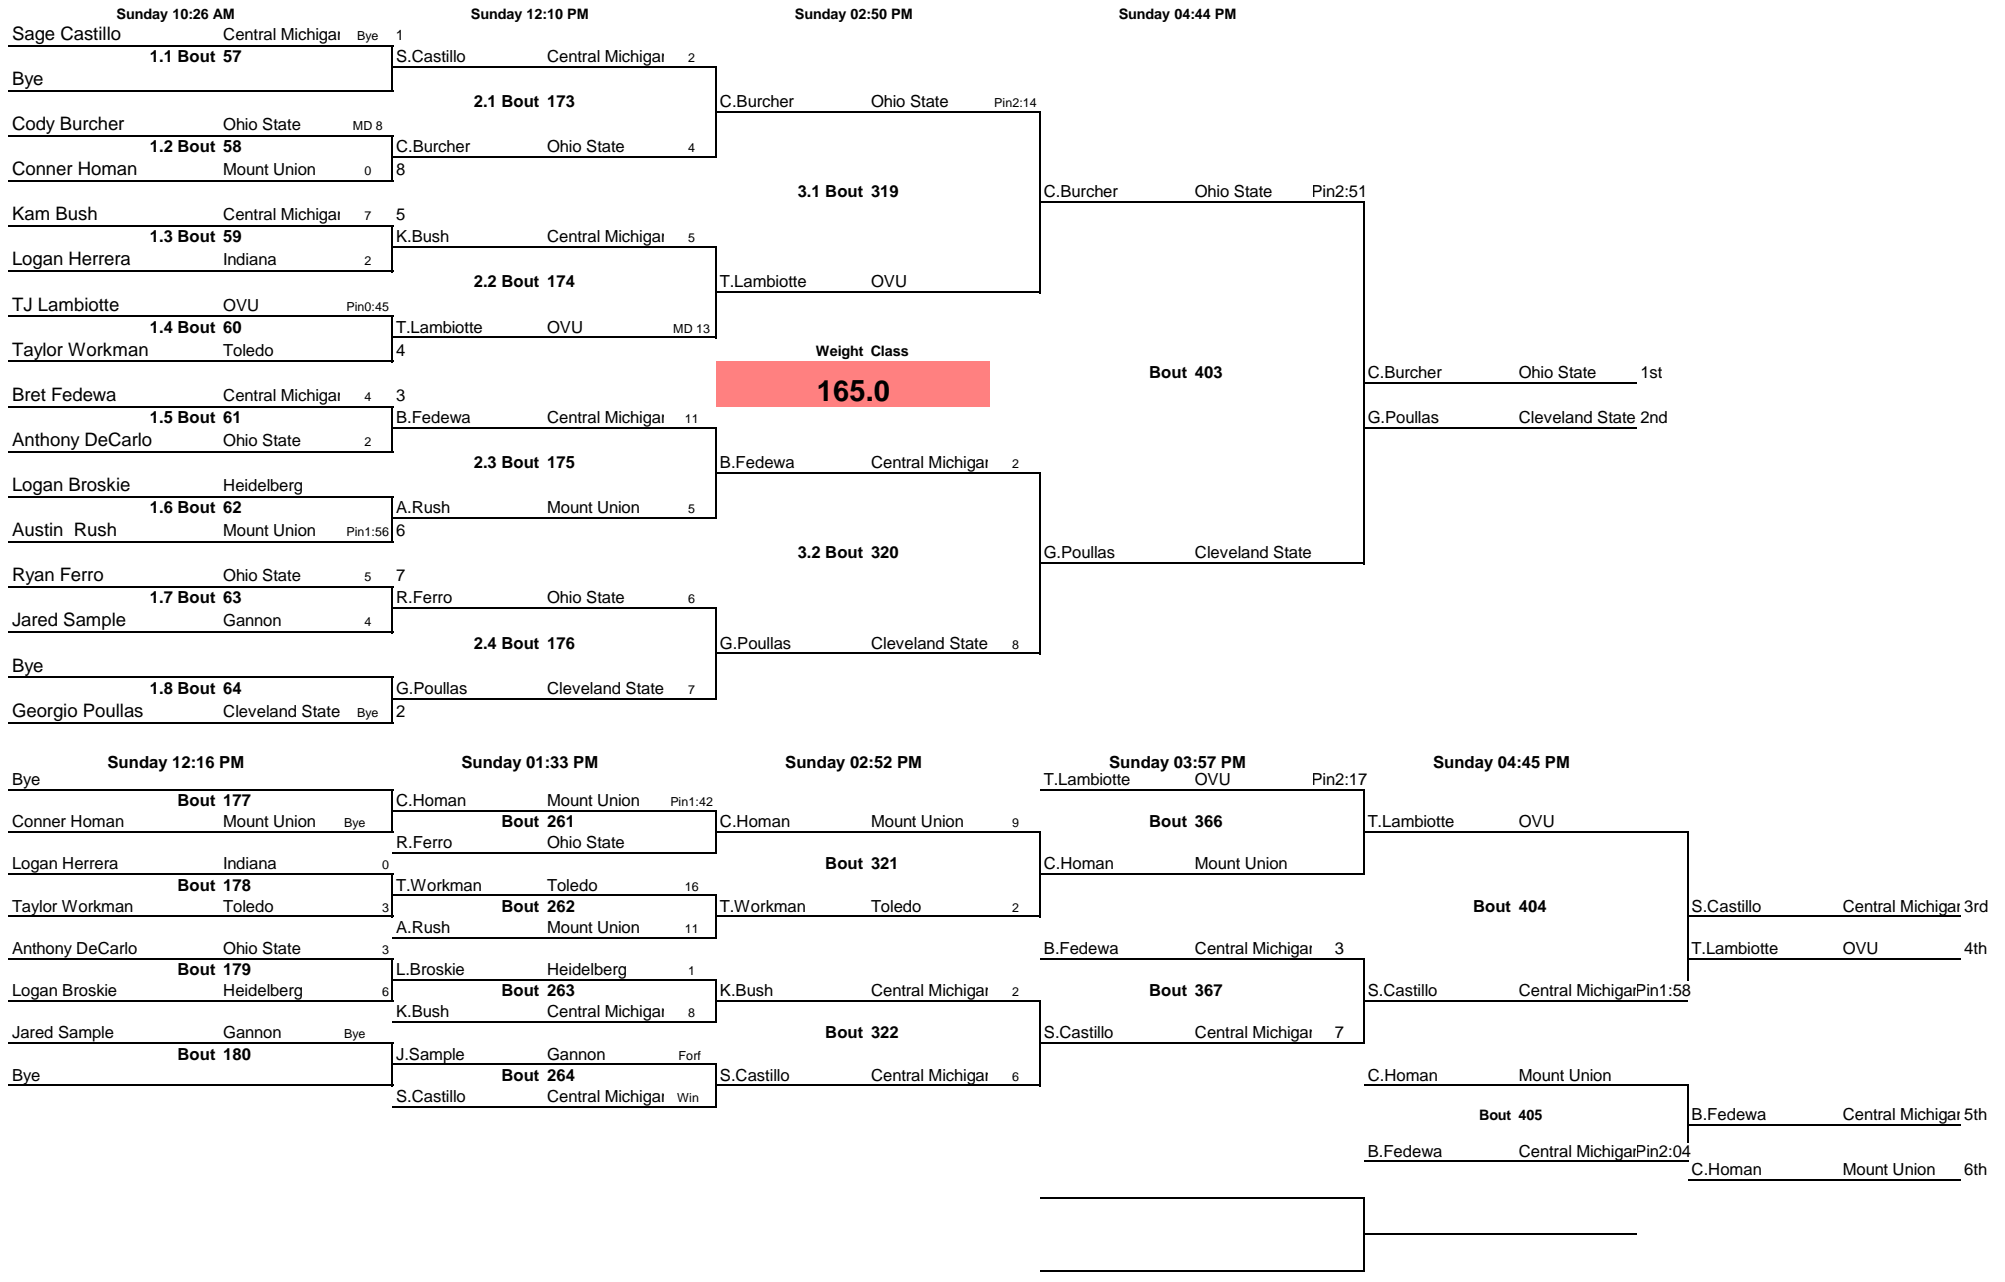 Sunday 10:26 AM Sunday 12:10 PM Sunday 02:50 PM Sunday 04:44 PM
Sage Castillo Central Michigar Bye 1
1.1 Bout 57 S.Castillo Central Michigar 2
Bye
2.1 Bout 173 C.Burcher Ohio State Pin2:14
Cody Burcher Ohio State MD 8
1.2 Bout 58 C.Burcher Ohio State 4
Conner Homan Mount Union 0 8
3.1 Bout 319 C.Burcher Ohio State Pin2:51
Kam Bush Central Michigar 7 5
1.3 Bout 59 K.Bush Central Michigar 5
Logan Herrera Indiana 2
2.2 Bout 174 T.Lambiotte OVU
TJ Lambiotte OVU Pin0:45
1.4 Bout 60 T.Lambiotte OVU MD 13
Taylor Workman Toledo 4 Weight Class
Bout 403 C.Burcher Ohio State 1st
165.0
Bret Fedewa Central Michigar 4 3
1.5 Bout 61 B.Fedewa Central Michigar 11 G.Poullas Cleveland State 2nd
Anthony DeCarlo Ohio State 2
2.3 Bout 175 B.Fedewa Central Michigar 2
Logan Broskie Heidelberg
1.6 Bout 62 A.Rush Mount Union 5
Austin Rush Mount Union Pin1:56 6
3.2 Bout 320 G.Poullas Cleveland State
Ryan Ferro Ohio State 5 7
1.7 Bout 63 R.Ferro Ohio State 6
Jared Sample Gannon 4
2.4 Bout 176 G.Poullas Cleveland State 8
Bye
1.8 Bout 64 G.Poullas Cleveland State 7
Georgio Poullas Cleveland State Bye 2
Sunday 12:16 PM Sunday 01:33 PM Sunday 02:52 PM Sunday 03:57 PM Sunday 04:45 PM
Bye T.Lambiotte OVU Pin2:17
Bout 177 C.Homan Mount Union Pin1:42
Conner Homan Mount Union Bye Bout 261 C.Homan Mount Union 9 Bout 366 T.Lambiotte OVU
R.Ferro Ohio State
Logan Herrera Indiana 0 Bout 321 C.Homan Mount Union
Bout 178 T.Workman Toledo 16
Taylor Workman Toledo 3 Bout 262 T.Workman Toledo 2 Bout 404 S.Castillo Central Michigar 3rd
A.Rush Mount Union 11
Anthony DeCarlo Ohio State 3 B.Fedewa Central Michigar 3 T.Lambiotte OVU 4th
Bout 179 L.Broskie Heidelberg 1
Logan Broskie Heidelberg 6 Bout 263 K.Bush Central Michigar 2 Bout 367 S.Castillo Central MichigarPin1:58
K.Bush Central Michigar 8
Jared Sample Gannon Bye Bout 322 S.Castillo Central Michigar 7
Bout 180 J.Sample Gannon Forf
Bye Bout 264 S.Castillo Central Michigar 6 C.Homan Mount Union
S.Castillo Central Michigar Win
Bout 405 B.Fedewa Central Michigar 5th
B.Fedewa Central MichigarPin2:04
C.Homan Mount Union 6th